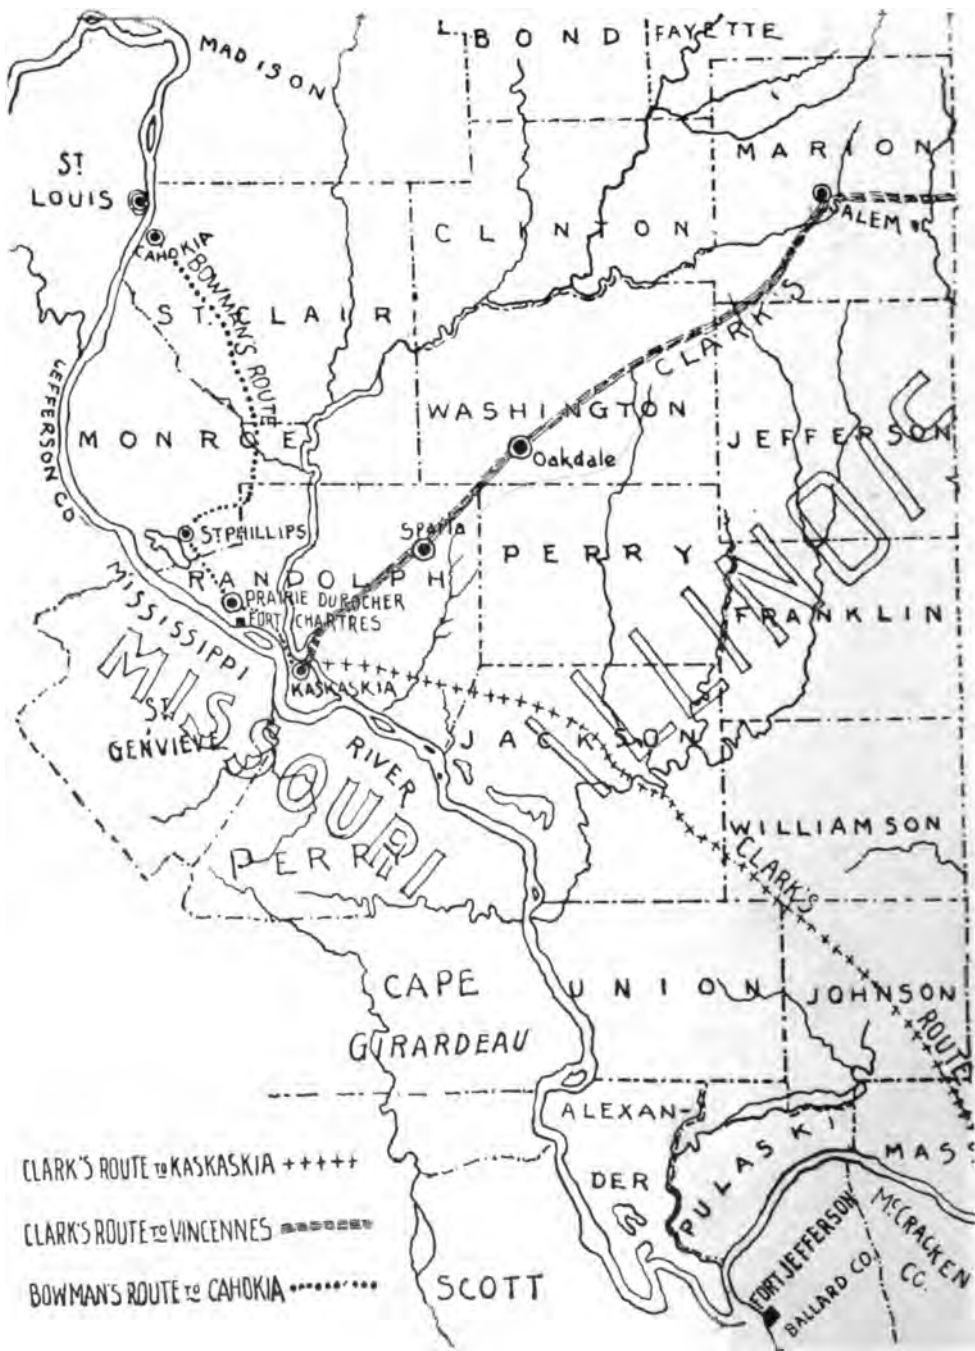 MADISON
BOND
FAYETTE
MARION
ST.
LOUIS
CAHOKIA
BOWMAN'S ROUTE
CLINTON
SALEM
ST. CLAIR
CLARK'S
JEFFERSON CO
MONROE
WASHINGTON
Oakdale
JEFFERSON
ILLINOIS
ST PHILLIPS
Sparta
PERRY
RANDOLPH
PRAIRIE DU ROCHER
FORT CHARTRES
FRANKLIN
MISSISSIPPI
RIVER
KASKASKIA
MISSOURI
ST.
GENVIEVE
JACKSON
PERRY
WILLIAMSON
CLARK'S ROUTE
CAPE
GIRARDEAU
UNION
JOHNSON
ALEXAN-
DER
PULASKI
MAS
CLARK'S ROUTE TO KASKASKIA
CLARK'S ROUTE TO VINCENNES
BOWMAN'S ROUTE TO CAHOKIA
SCOTT
FORT JEFFERSON
BALLARD CO.
McCRACKEN
CO.